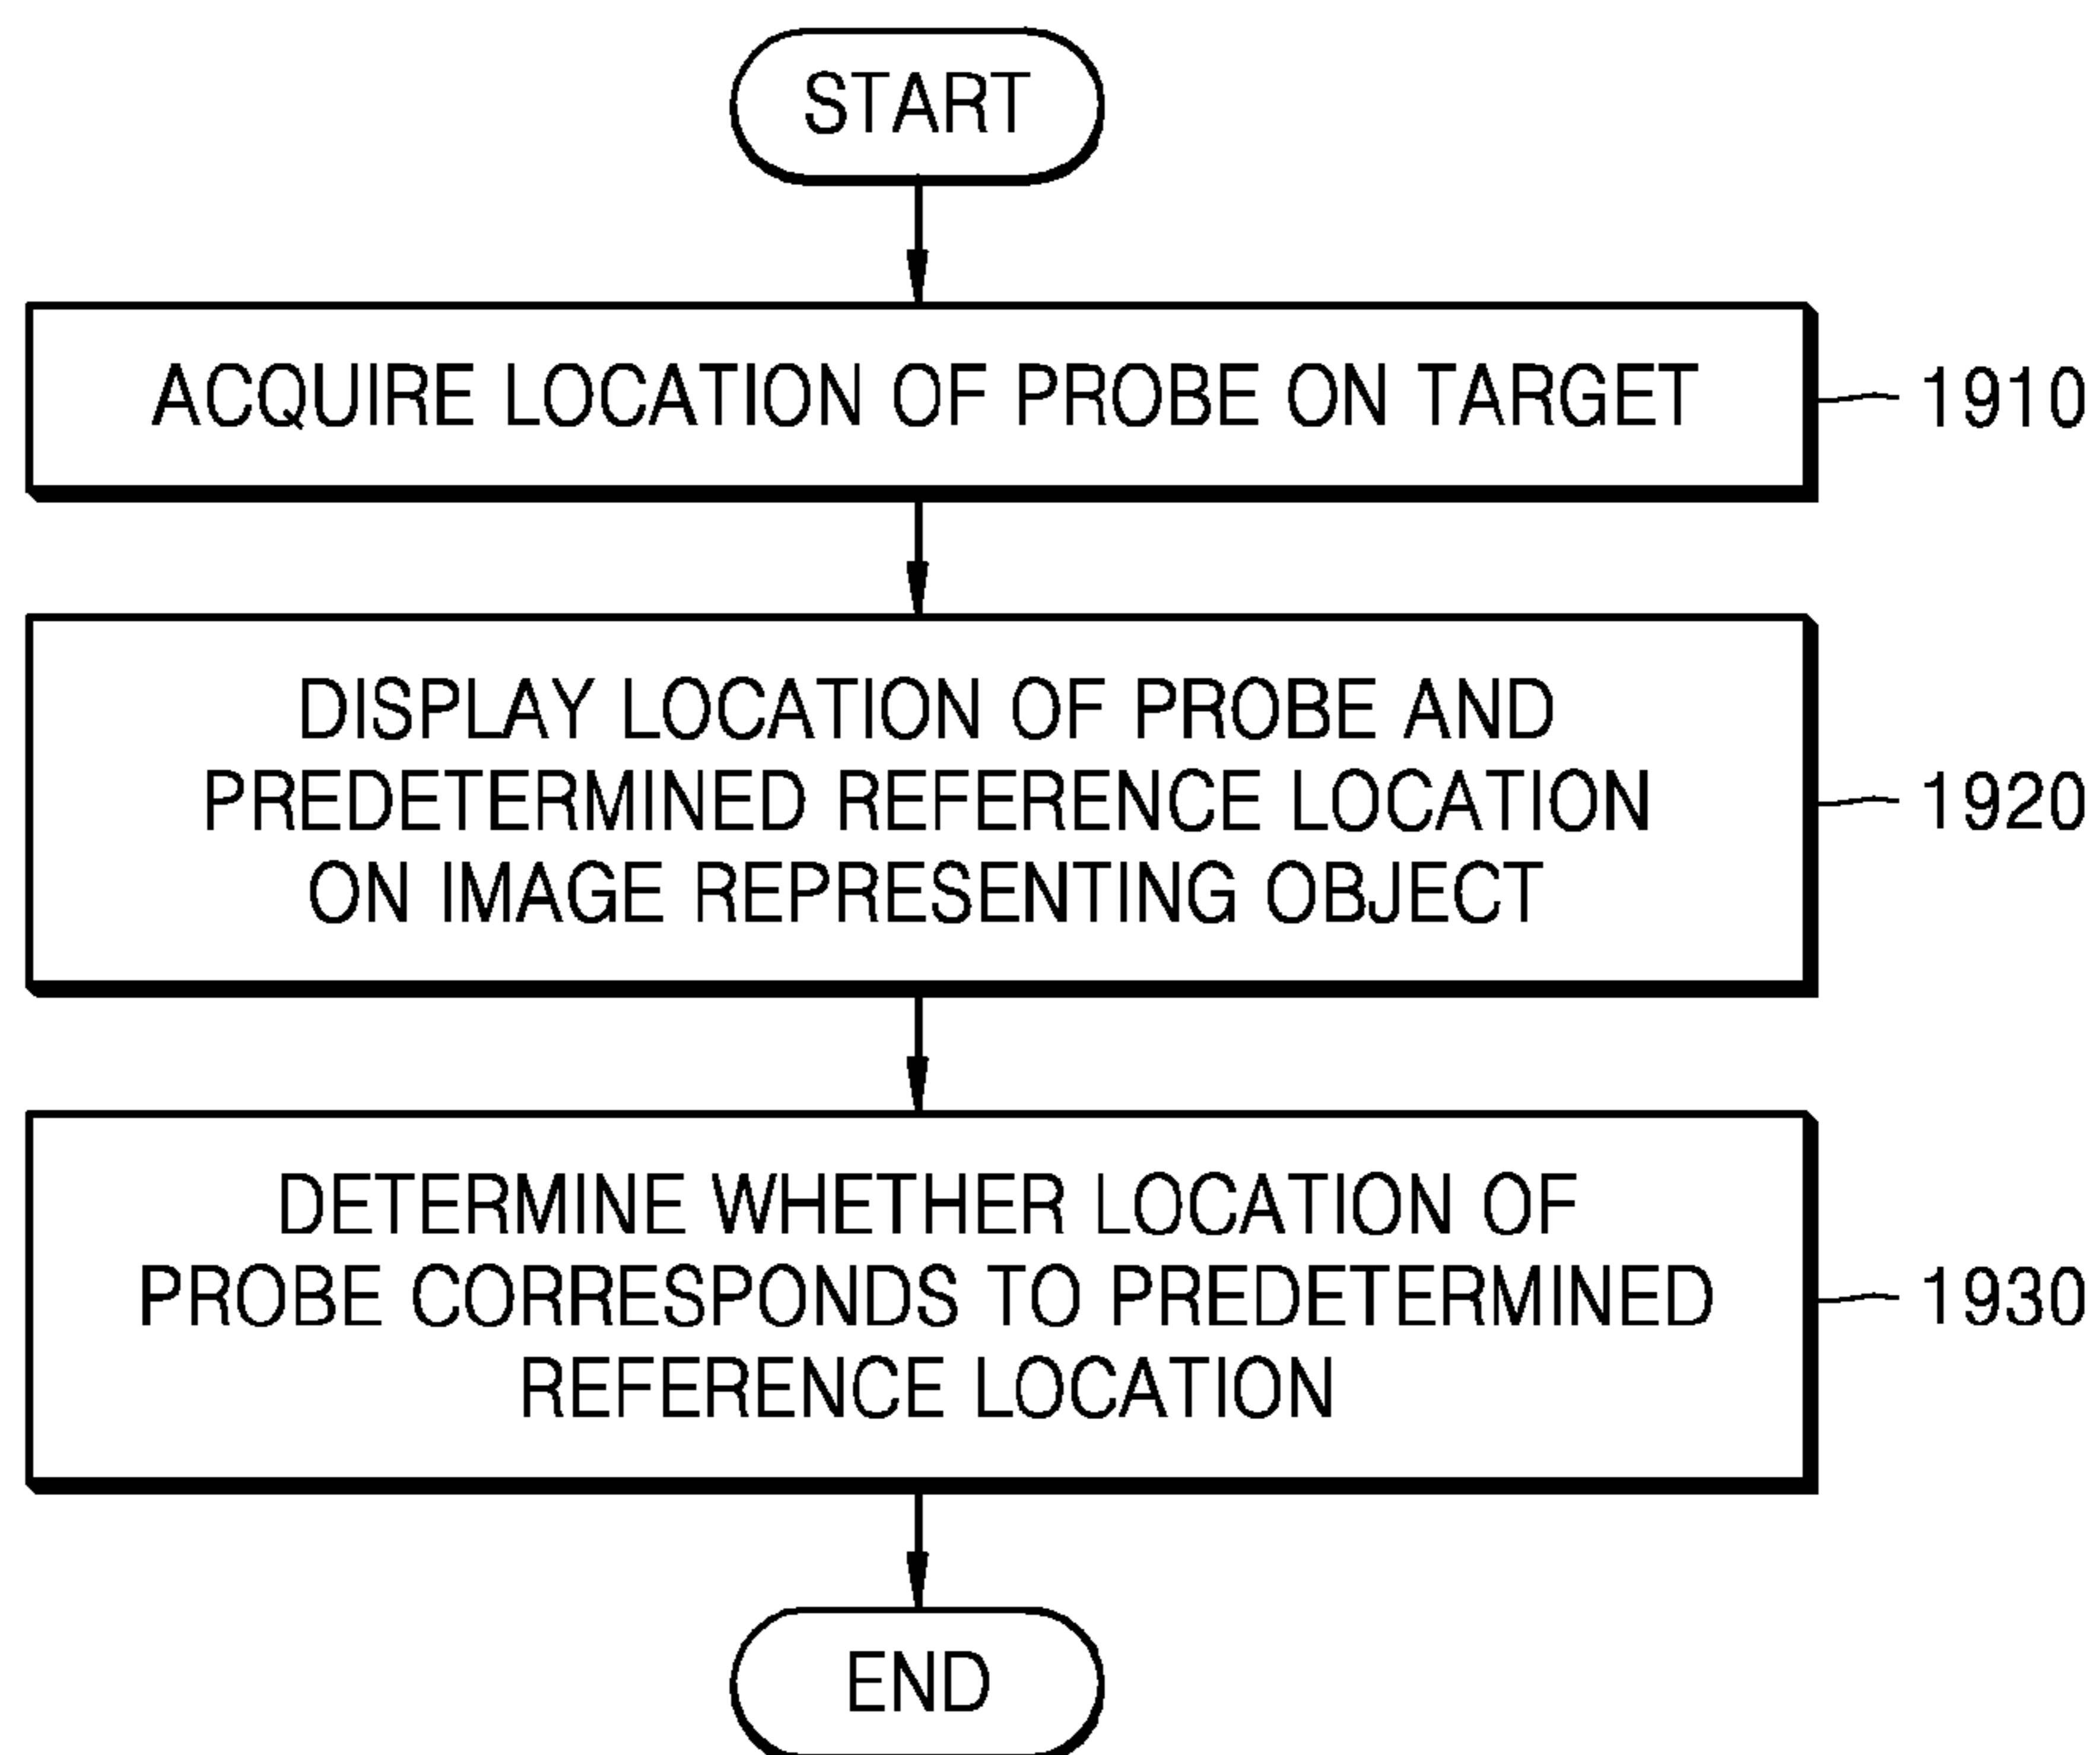 START
ACQUIRE LOCATION OF PROBE ON TARGET
1910
DISPLAY LOCATION OF PROBE AND
PREDETERMINED REFERENCE LOCATION
ON IMAGE REPRESENTING OBJECT
1920
DETERMINE WHETHER LOCATION OF
PROBE CORRESPONDS TO PREDETERMINED
REFERENCE LOCATION
1930
END